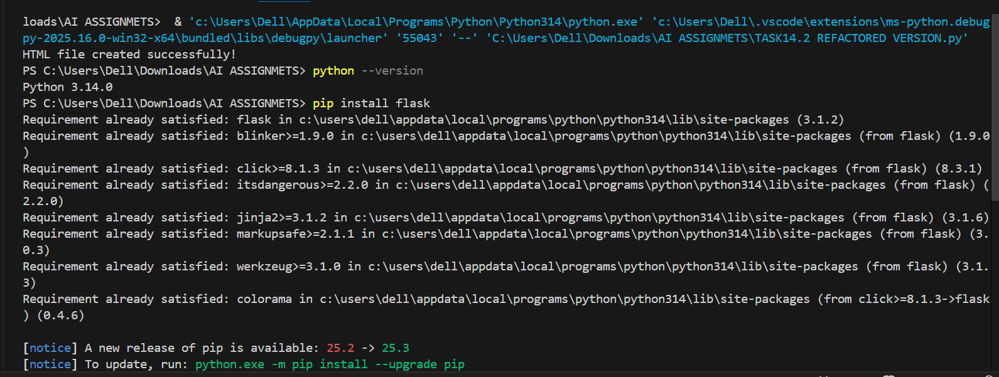 loads\AI ASSIGNMETS>  & 'c:\Users\Dell\AppData\Local\Programs\Python\Python314\python.exe' 'c:\Users\Dell\.vscode\extensions\ms-python.debug
py-2025.16.0-win32-x64\bundled\libs\debugpy\launcher' '55043' '--' 'C:\Users\Dell\Downloads\AI ASSIGNMETS\TASK14.2 REFACTORED VERSION.py'
HTML file created successfully!
PS C:\Users\Dell\Downloads\AI ASSIGNMETS> python --version
Python 3.14.0
PS C:\Users\Dell\Downloads\AI ASSIGNMETS> pip install flask
Requirement already satisfied: flask in c:\users\dell\appdata\local\programs\python\python314\lib\site-packages (3.1.2)
Requirement already satisfied: blinker>=1.9.0 in c:\users\dell\appdata\local\programs\python\python314\lib\site-packages (from flask) (1.9.0
)
Requirement already satisfied: click>=8.1.3 in c:\users\dell\appdata\local\programs\python\python314\lib\site-packages (from flask) (8.3.1)
Requirement already satisfied: itsdangerous>=2.2.0 in c:\users\dell\appdata\local\programs\python\python314\lib\site-packages (from flask) (
2.2.0)
Requirement already satisfied: jinja2>=3.1.2 in c:\users\dell\appdata\local\programs\python\python314\lib\site-packages (from flask) (3.1.6)
Requirement already satisfied: markupsafe>=2.1.1 in c:\users\dell\appdata\local\programs\python\python314\lib\site-packages (from flask) (3.
0.3)
Requirement already satisfied: werkzeug>=3.1.0 in c:\users\dell\appdata\local\programs\python\python314\lib\site-packages (from flask) (3.1.
3)
Requirement already satisfied: colorama in c:\users\dell\appdata\local\programs\python\python314\lib\site-packages (from click>=8.1.3->flask
) (0.4.6)
[notice] A new release of pip is available: 25.2 -> 25.3
[notice] To update, run: python.exe -m pip install --upgrade pip